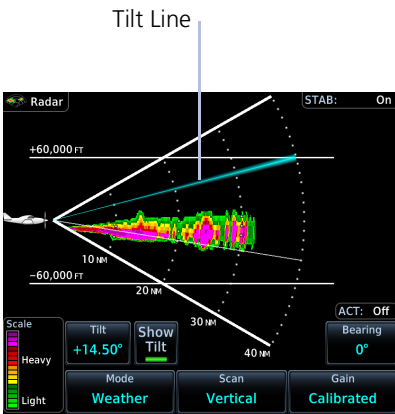 Tilt Line
Radar
STAB: On
+60,000 FT
10 NM
-60,000 FT
20 NM
30 NM
40 NM
ACT: Off
Scale
Heavy
Light
Tilt
+14.50°
Show
Tilt
Bearing
0°
Mode
Weather
Scan
Vertical
Gain
Calibrated